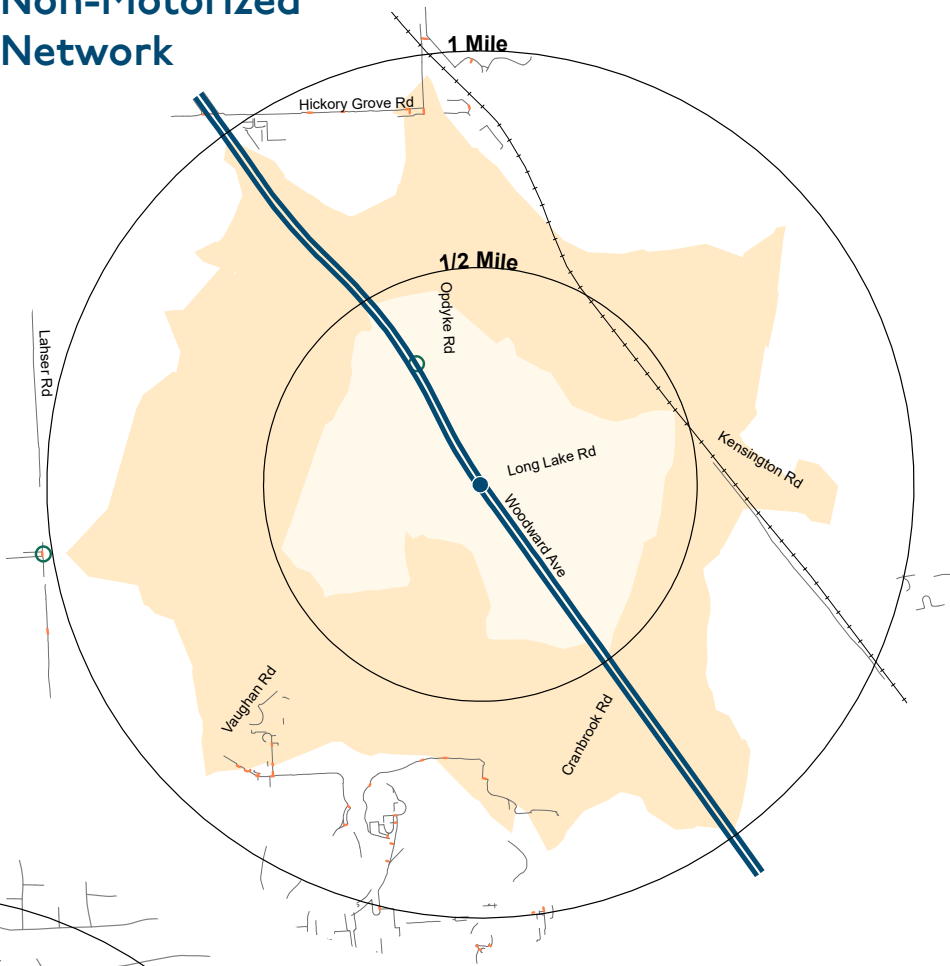 Non-Motorized
Network
1 Mile
Hickory Grove Rd
1/2 Mile
Opdyke Rd
Lahser Rd
Kensington Rd
Long Lake Rd
Woodward Ave
Vaughan Rd
Cranbrook Rd